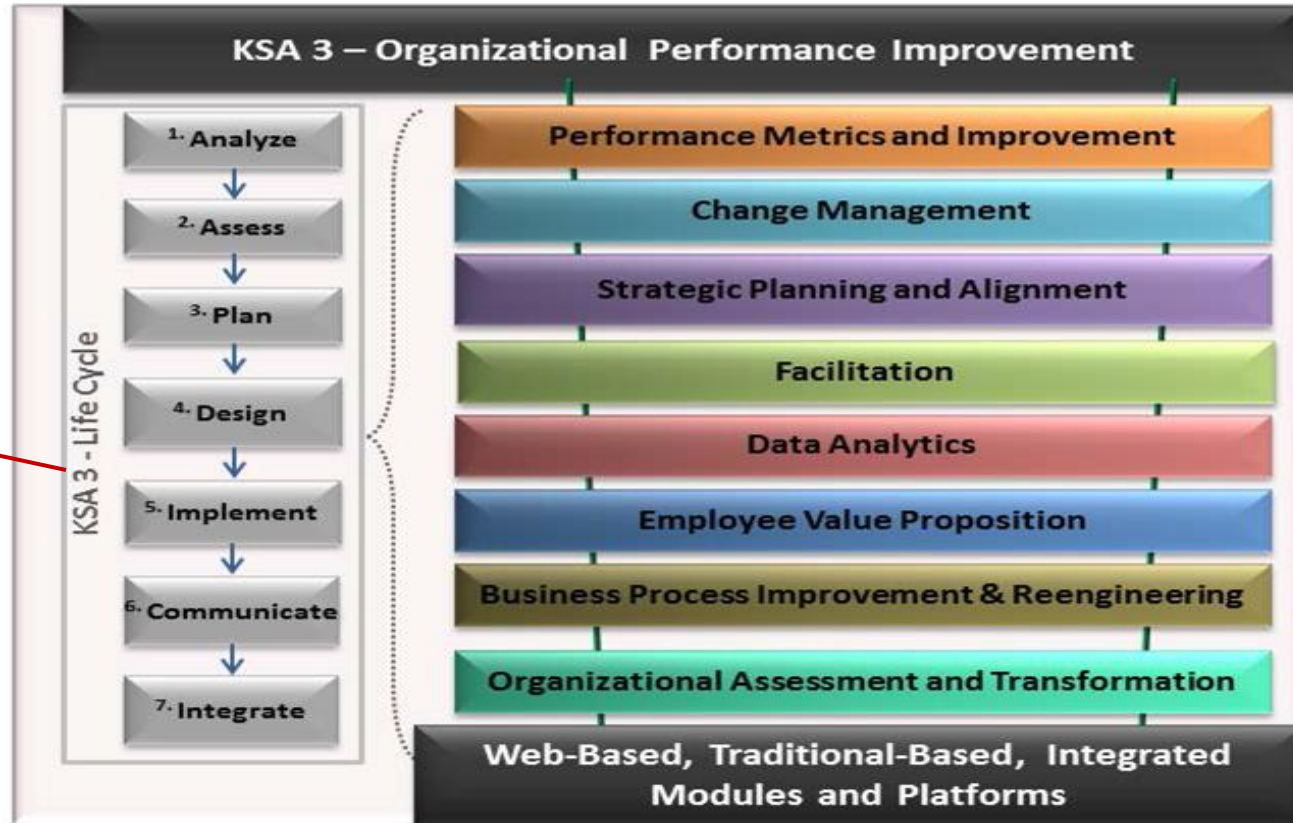 KSA 3 – Organizational Performance Improvement
KSA 3 - Life Cycle
1. Analyze
2. Assess
3. Plan
4. Design
5. Implement
6. Communicate
7. Integrate
Performance Metrics and Improvement
Change Management
Strategic Planning and Alignment
Facilitation
Data Analytics
Employee Value Proposition
Business Process Improvement & Reengineering
Organizational Assessment and Transformation
Web-Based, Traditional-Based, Integrated
Modules and Platforms